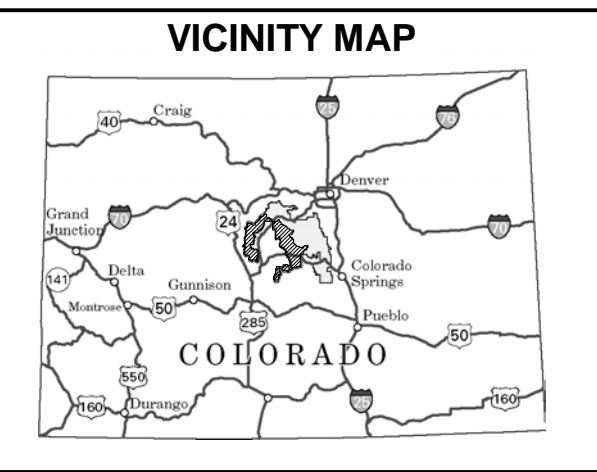 VICINITY MAP
25
76
40
Craig
Denver
Grand
Junction
70
24
70
141
Delta
Gunnison
Colorado
Springs
Montrose
50
285
Pueblo
50
COLORADO
550
160
Durango
25
160